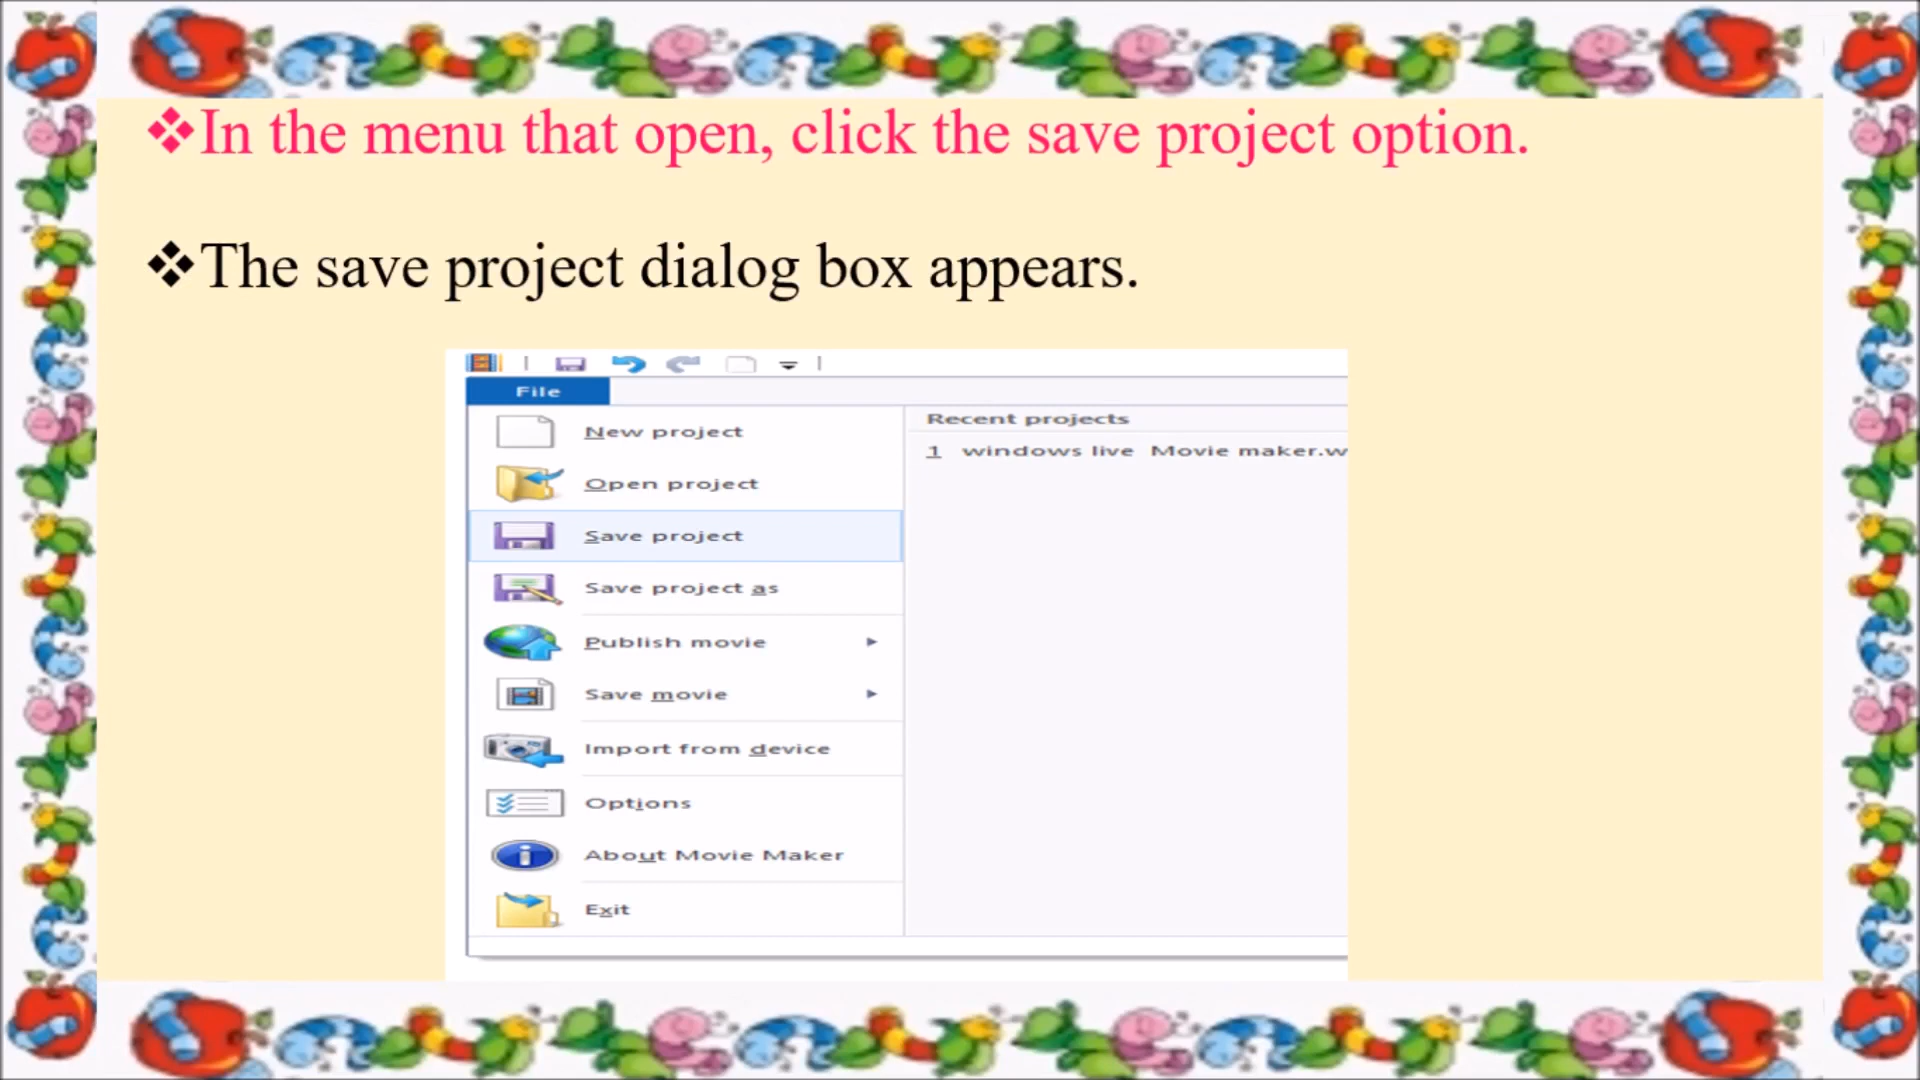 ❖In the menu that open, click the save project option.
❖The save project dialog box appears.
File
New project
Open project
Save project
Save project as
Publish movie
Save movie
Import from device
Options
About Movie Maker
Exit
Recent projects
1 windows live Movie maker.w